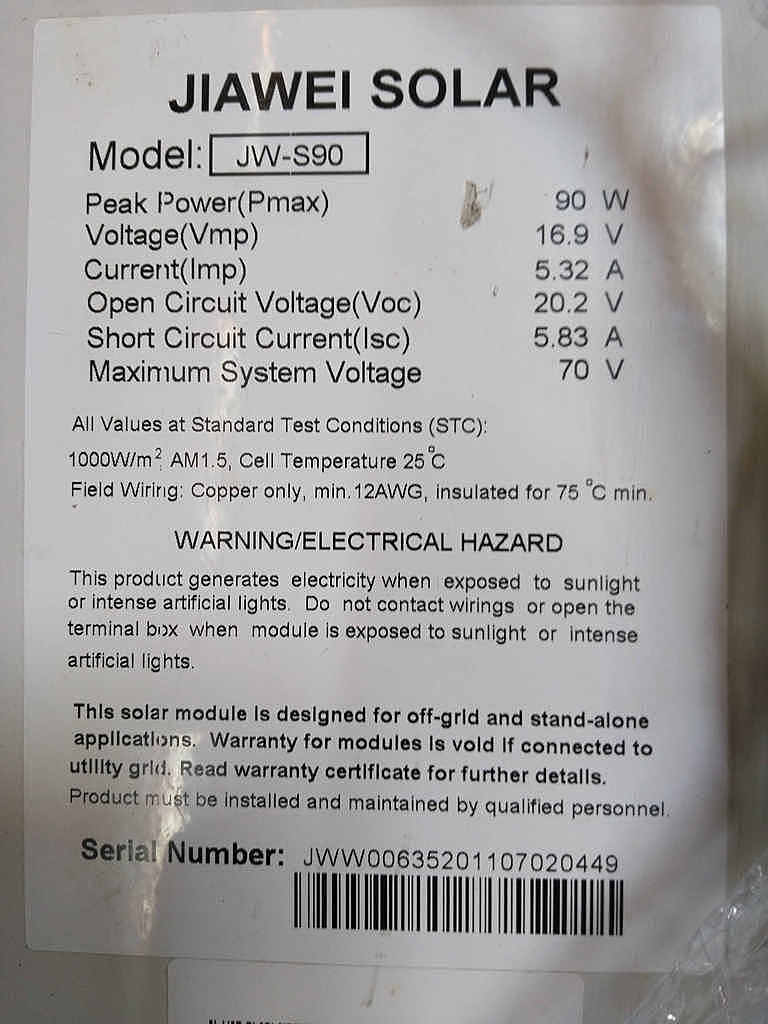 JIAWEI SOLAR
Model: JW-S90
Peak Power(Pmax) 90 W
Voltage(Vmp) 16.9 V
Current(Imp) 5.32 A
Open Circuit Voltage(Voc) 20.2 V
Short Circuit Current(Isc) 5.83 A
Maximum System Voltage 70 V
All Values at Standard Test Conditions (STC):
1000W/m², AM1.5, Cell Temperature 25°C
Field Wiring: Copper only, min.12AWG, insulated for 75 °C min.
WARNING/ELECTRICAL HAZARD
This product generates electricity when exposed to sunlight
or intense artificial lights. Do not contact wirings or open the
terminal box when module is exposed to sunlight or intense
artificial lights.
This solar module is designed for off-grid and stand-alone
applications. Warranty for modules is void if connected to
utility grid. Read warranty certificate for further details.
Product must be installed and maintained by qualified personnel.
Serial Number: JWW00635201107020449